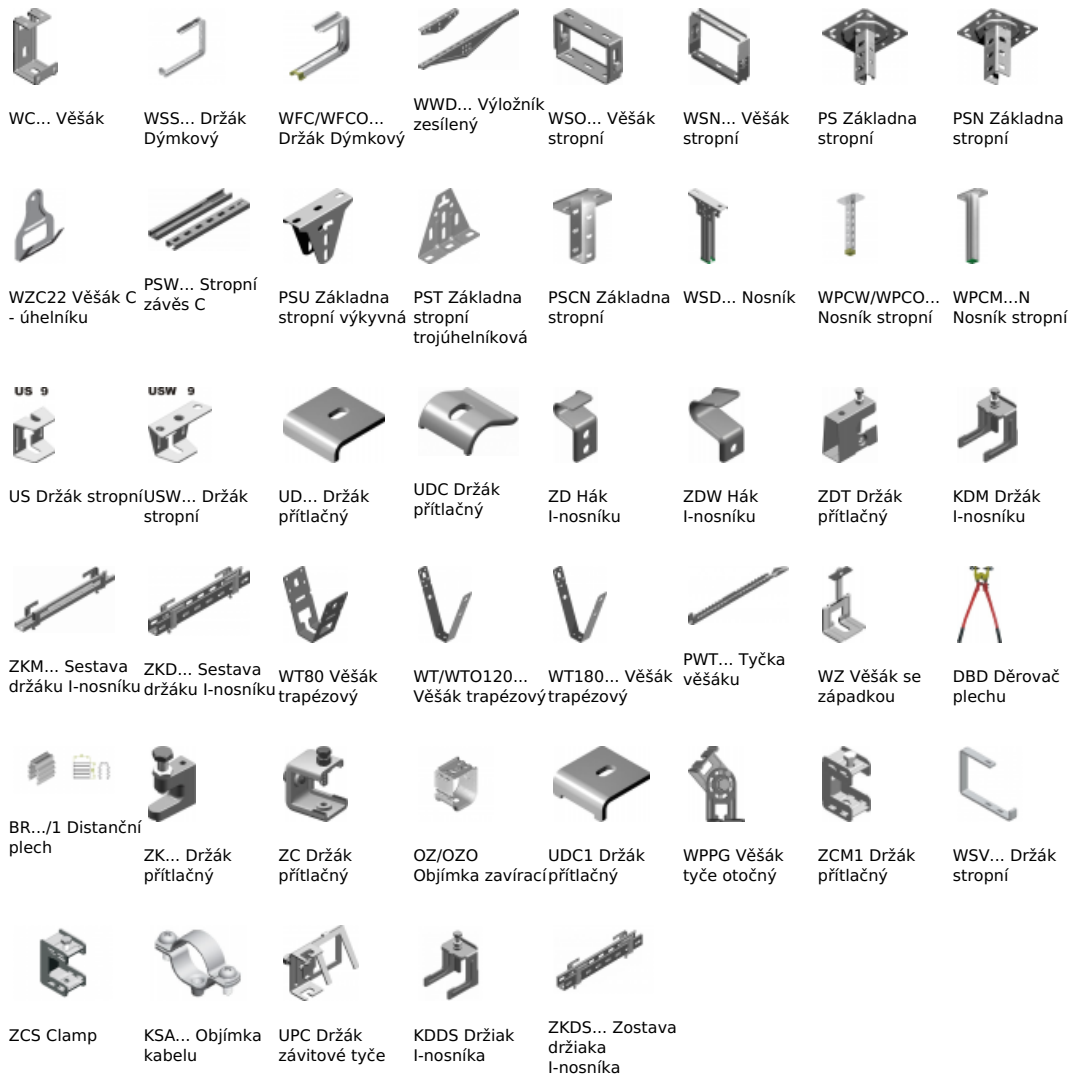 WC... Věšák
WSS... Držák
Dýmkový
WFC/WFCO...
Držák Dýmkový
WWD... Výložník
zesílený
WSO... Věšák
stropní
WSN... Věšák
stropní
PS Základna
stropní
PSN Základna
stropní
WZC22 Věšák C
- úhelníku
PSW... Stropní
závěs C
PSU Základna
stropní výkyvná
PST Základna
stropní
trojúhelníková
PSCN Základna
stropní
WSD... Nosník
WPCW/WPCO...
Nosník stropní
WPCM...N
Nosník stropní
US 9
USW 9
US Držák stropní
USW... Držák
stropní
UD... Držák
přítlačný
UDC Držák
přítlačný
ZD Hák
I-nosníku
ZDW Hák
I-nosníku
ZDT Držák
přítlačný
KDM Držák
I-nosníku
ZKM... Sestava
držáku I-nosníku
ZKD... Sestava
držáku I-nosníku
WT80 Věšák
trapézový
WT/WTO120...
Věšák trapézový
WT180... Věšák
trapézový
PWT... Tyčka
věšáku
WZ Věšák se
západkou
DBD Děrovač
plechu
BR.../1 Distanční
plech
ZK... Držák
přítlačný
ZC Držák
přítlačný
OZ/OZO
Objímka zavírací
UDC1 Držák
přítlačný
WPPG Věšák
tyče otočný
ZCM1 Držák
přítlačný
WSV... Držák
stropní
ZCS Clamp
KSA... Objímka
kabelu
UPC Držák
závitové tyče
KDDS Držiak
I-nosníka
ZKDS... Zostava
držiaka
I-nosníka